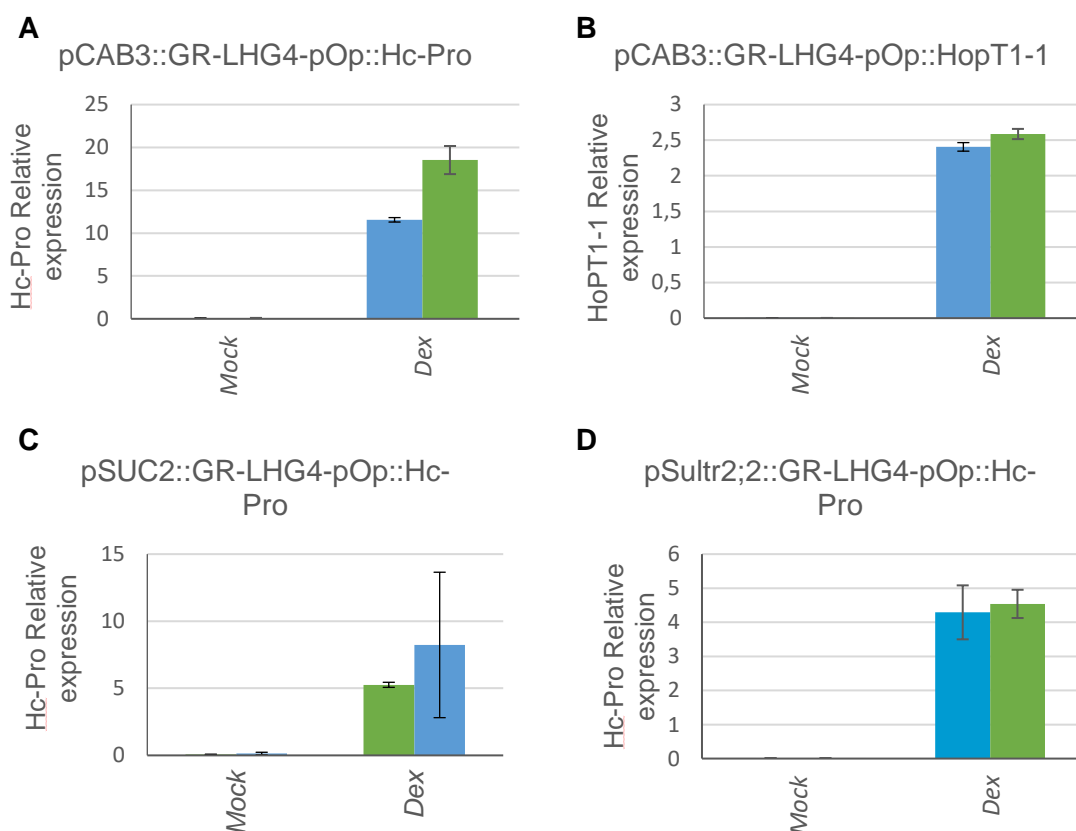 A
pCAB3::GR-LHG4-pOp::Hc-Pro
Hc-Pro Relative
expression
25
20
15
10
5
0
Mock
Dex
B
pCAB3::GR-LHG4-pOp::HopT1-1
HoPT1-1 Relative
expression
3
2,5
2
1,5
1
0,5
0
Mock
Dex
C
pSUC2::GR-LHG4-pOp::Hc-
Pro
Hc-Pro Relative
expression
15
10
5
0
Mock
Dex
D
pSultr2;2::GR-LHG4-pOp::Hc-
Pro
Hc-Pro Relative
expression
6
5
4
3
2
1
0
Mock
Dex